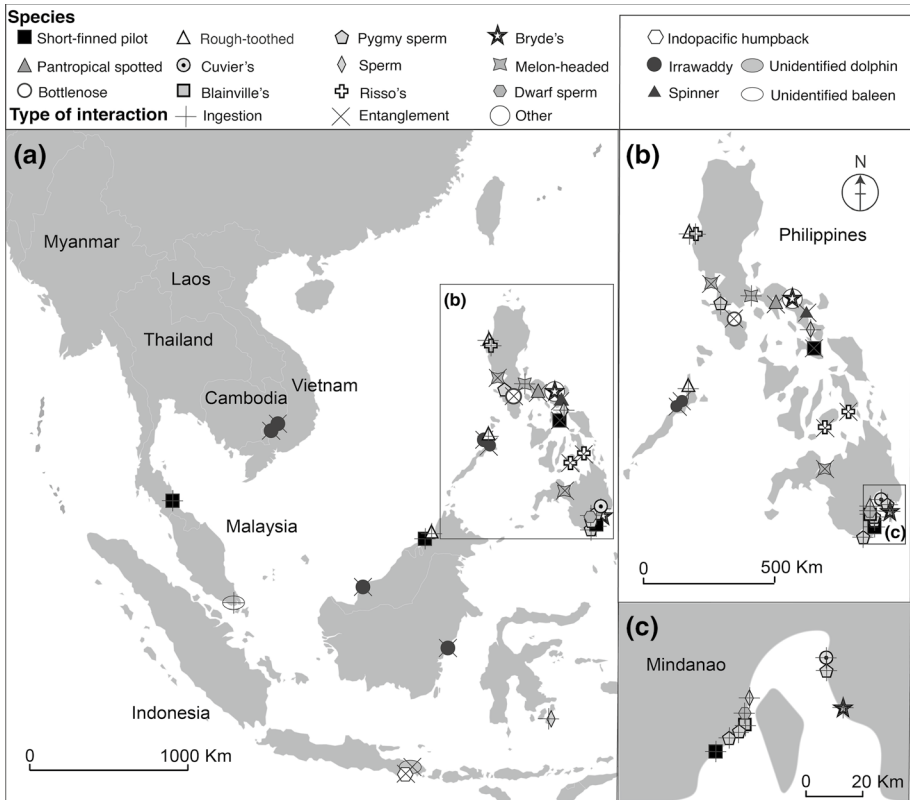 Species
Short-finned pilot Rough-toothed Pygmy sperm Bryde's
Pantropical spotted Cuvier's Sperm Melon-headed
Bottlenose Blainville's Risso's Dwarf sperm
Type of interaction Ingestion Entanglement Other
Indopacific humpback
Irrawaddy Unidentified dolphin
Spinner Unidentified baleen
(a)
Myanmar
Laos
Thailand
Cambodia
Vietnam
Malaysia
Indonesia
(b)
0 1000 Km
(b)
N
Philippines
(c)
0 500 Km
(c)
Mindanao
0 20 Km